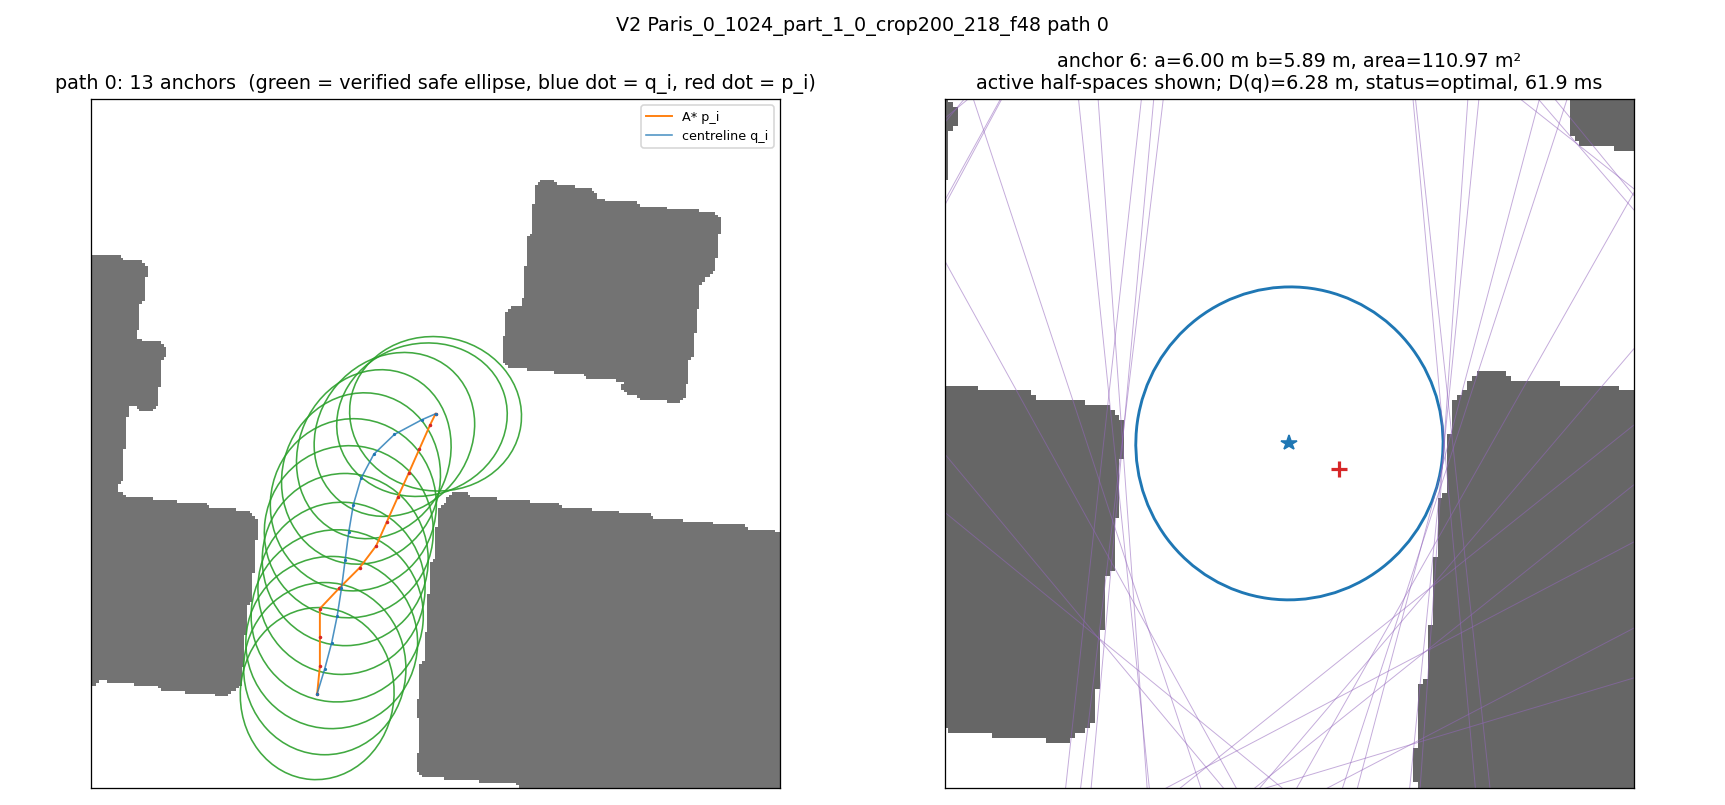 V2 Paris_0_1024_part_1_0_crop200_218_f48 path 0
path 0: 13 anchors  (green = verified safe ellipse, blue dot = q_i, red dot = p_i)
A* p_i
centreline q_i
anchor 6: a=6.00 m b=5.89 m, area=110.97 m²
active half-spaces shown; D(q)=6.28 m, status=optimal, 61.9 ms